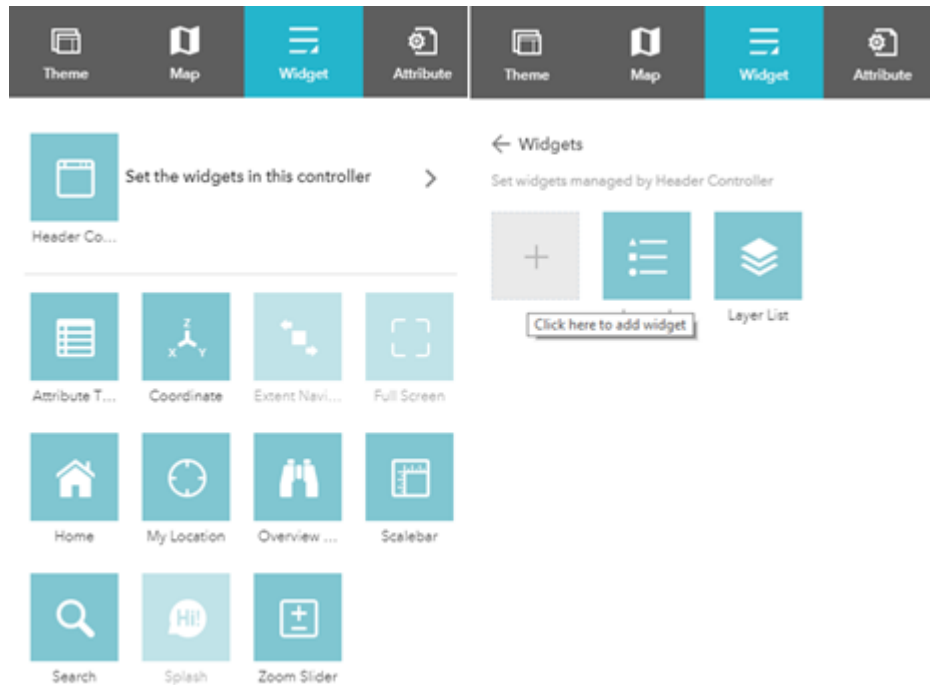 Theme
Map
Widget
Attribute
Set the widgets in this controller
Header Co...
Attribute T...
Z
X Y
Coordinate
Extent Navi...
Full Screen
Home
My Location
Overview ...
Scalebar
Hi!
Search
Splash
Zoom Slider
Theme
Map
Widget
Attribute
← Widgets
Set widgets managed by Header Controller
Click here to add widget
Layer List